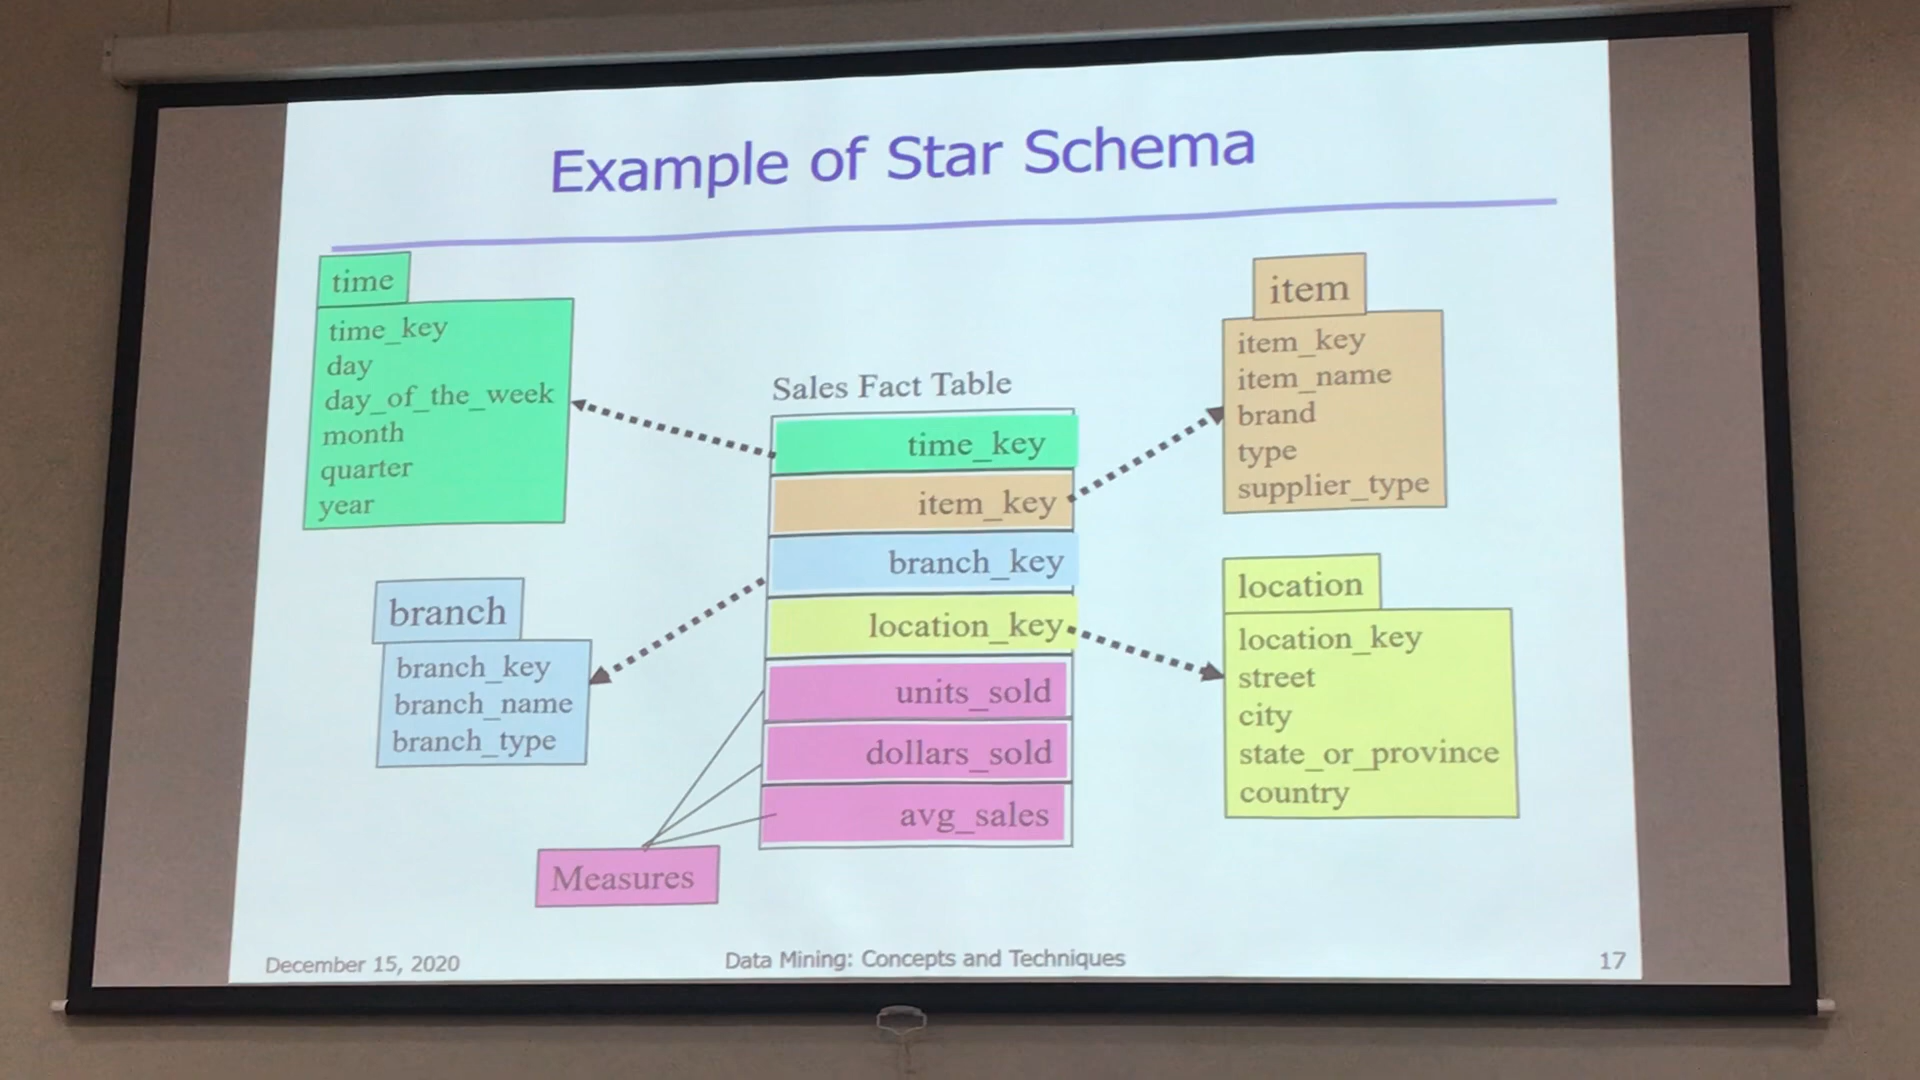 Example of Star Schema
time
time_key
day
day_of_the_week
month
quarter
year
item
item_key
item_name
brand
type
supplier_type
Sales Fact Table
time_key
item_key
branch_key
location_key
units_sold
dollars_sold
avg_sales
branch
branch_key
branch_name
branch_type
location
location_key
street
city
state_or_province
country
Measures
December 15, 2020
Data Mining: Concepts and Techniques
17